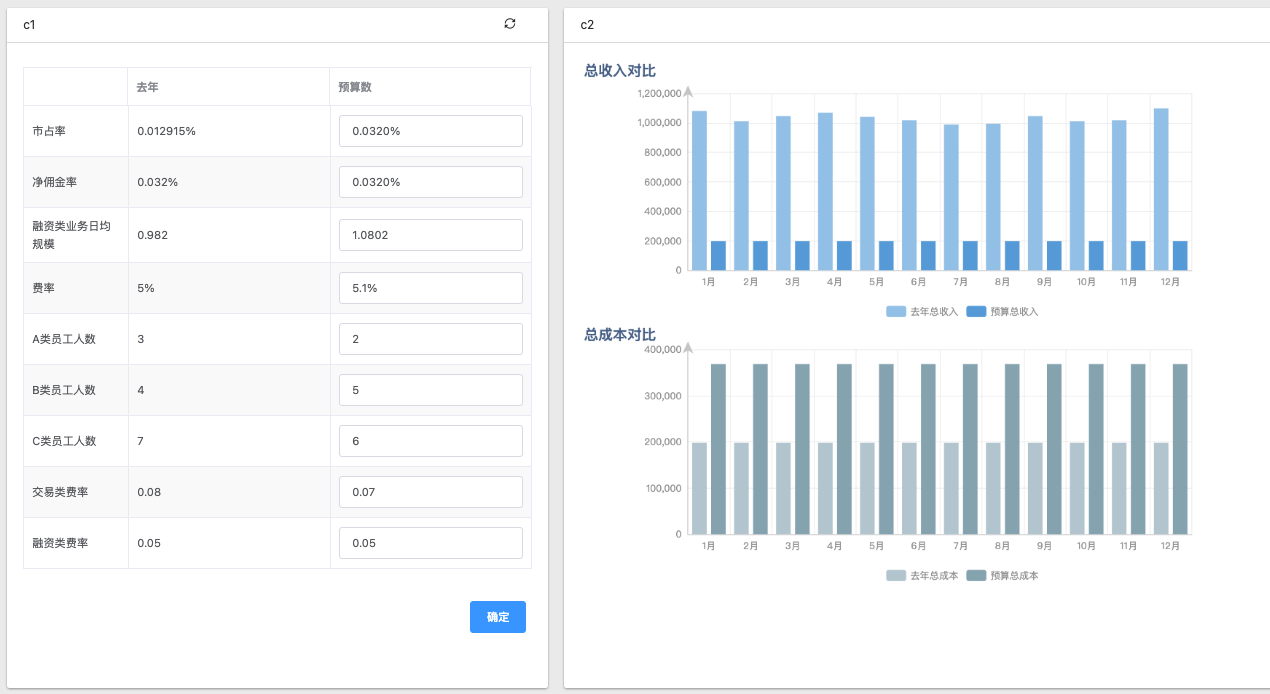 c1
去年 预算数
市占率 0.012915% 0.0320%
净佣金率 0.032% 0.0320%
融资类业务日均
规模 0.982 1.0802
费率 5% 5.1%
A类员工人数 3 2
B类员工人数 4 5
C类员工人数 7 6
交易类费率 0.08 0.07
融资类费率 0.05 0.05
确定
c2
总收入对比
1,200,000
1,000,000
800,000
600,000
400,000
200,000
0
1月 2月 3月 4月 5月 6月 7月 8月 9月 10月 11月 12月
去年总收入 预算总收入
总成本对比
400,000
300,000
200,000
100,000
0
1月 2月 3月 4月 5月 6月 7月 8月 9月 10月 11月 12月
去年总成本 预算总成本